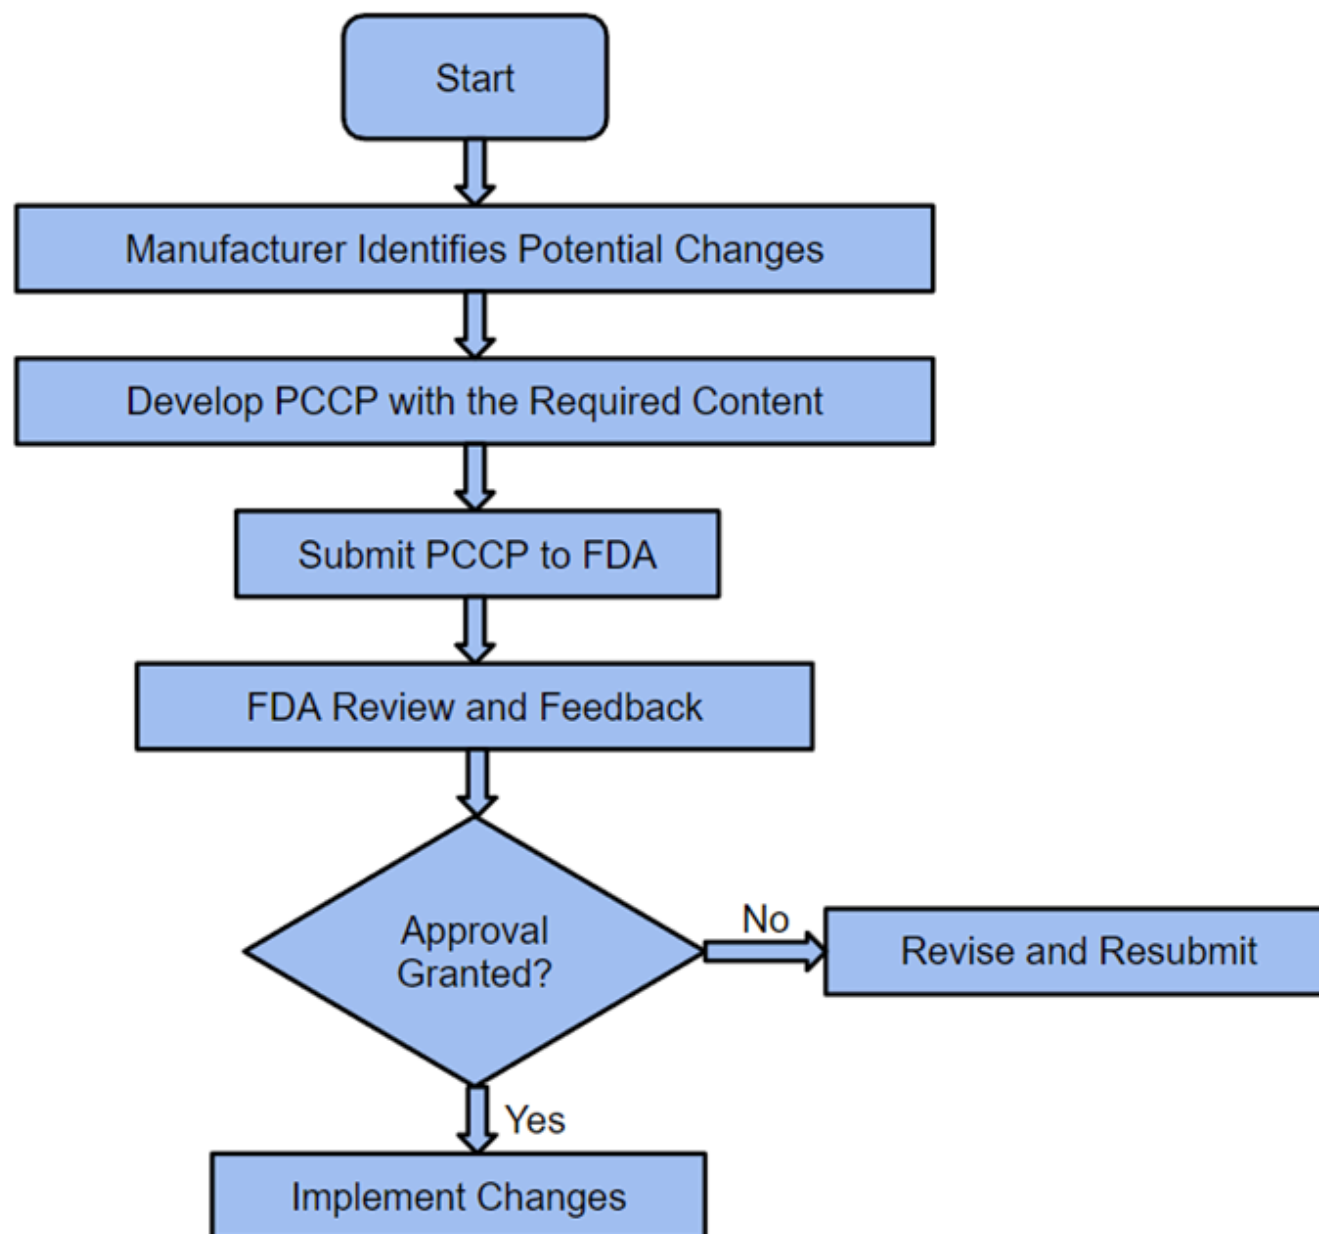 Start
Manufacturer Identifies Potential Changes
Develop PCCP with the Required Content
Submit PCCP to FDA
FDA Review and Feedback
Approval
Granted?
No
Revise and Resubmit
Yes
Implement Changes